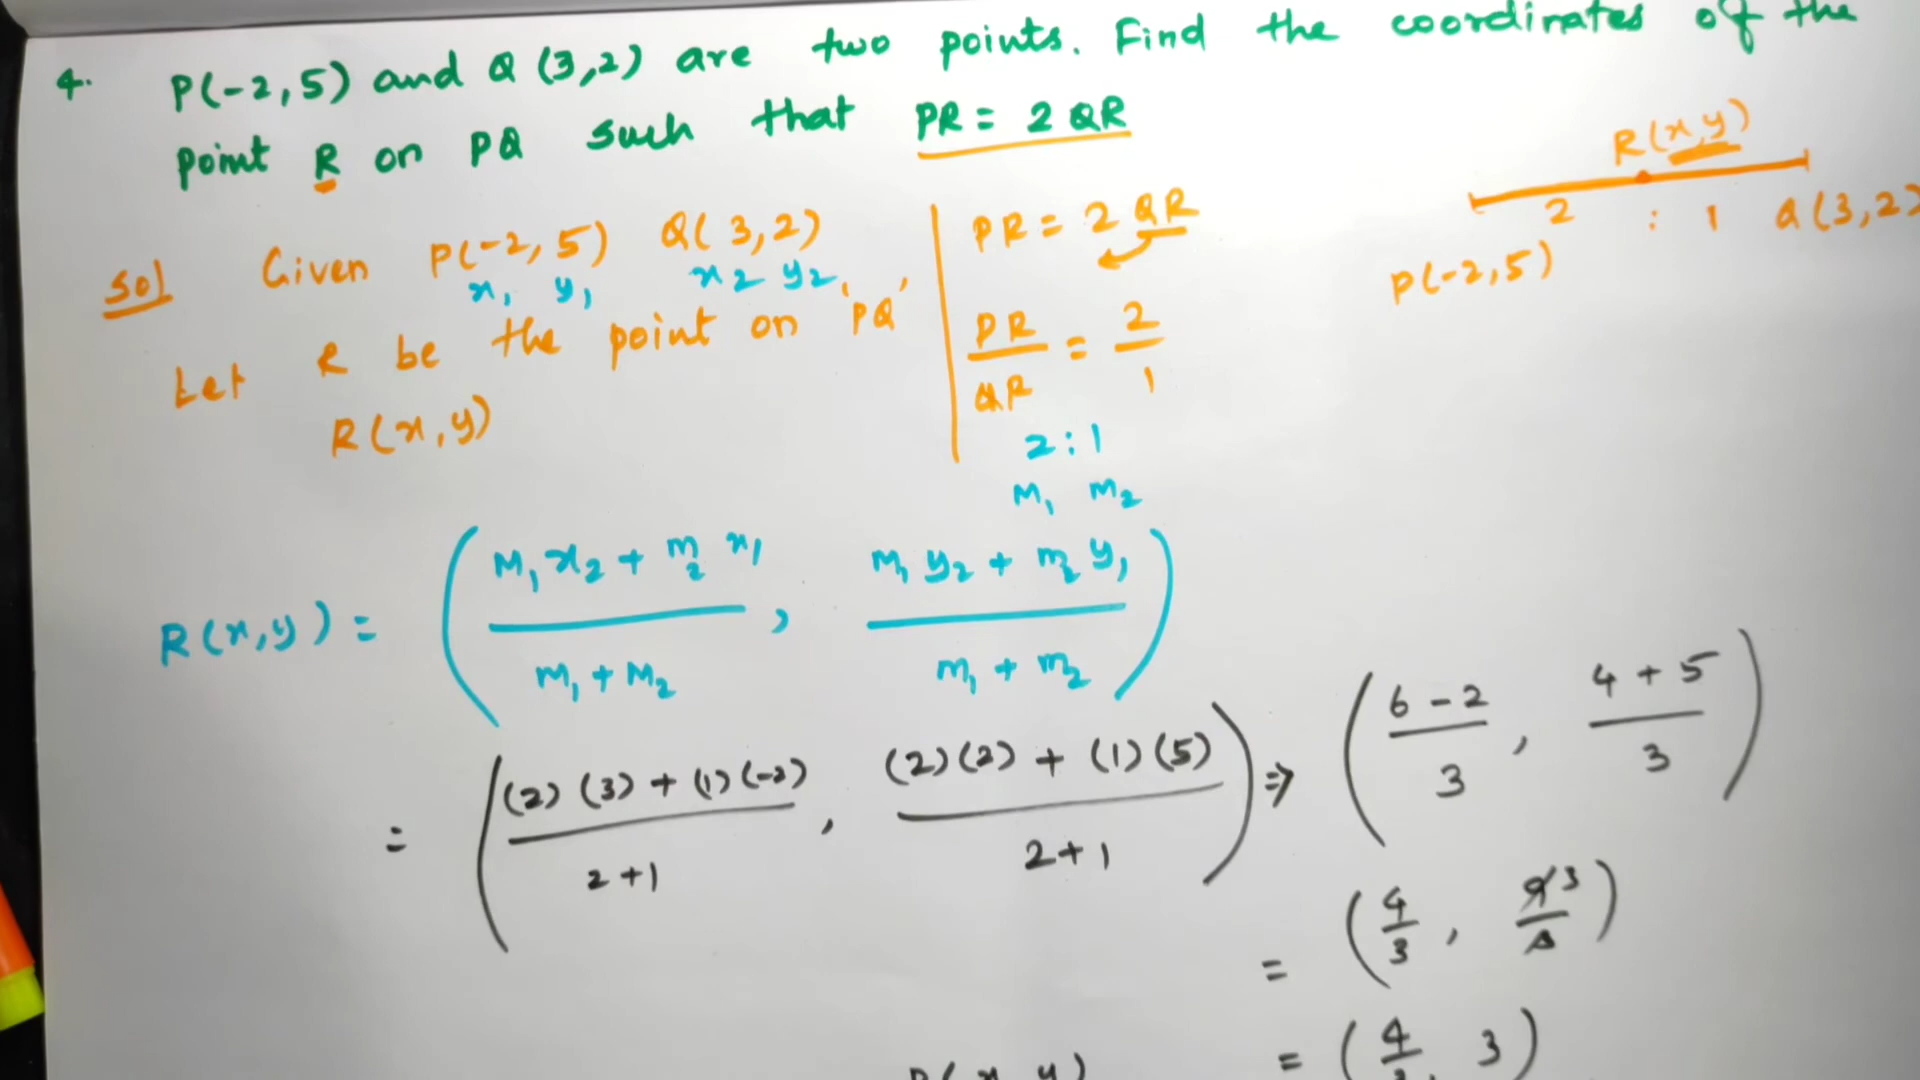 4. P(-2,5) and Q (3,2) are two points. Find the coordinates of the
point R on PQ such that PR = 2 QR
R(x,y)
2 : 1 Q(3,2)
P(-2,5)
Sol Given P(-2,5) Q(3,2)
x₁ y₁ x₂ y₂
Let R be the point on 'PQ'
R(x,y)
PR = 2 QR
PR/QR = 2/1
2:1
M₁ M₂
R(x,y) = ( (M₁x₂ + m₂x₁)/(m₁+M₂) , (m₁y₂ + m₂y₁)/(m₁+m₂) )
= ( ((2)(3) + (1)(-2))/(2+1) , ((2)(2) + (1)(5))/(2+1) ) ⇒ ( (6-2)/3 , (4+5)/3 )
= ( 4/3 , 9/3 3 )
= ( 4/3, 3 )